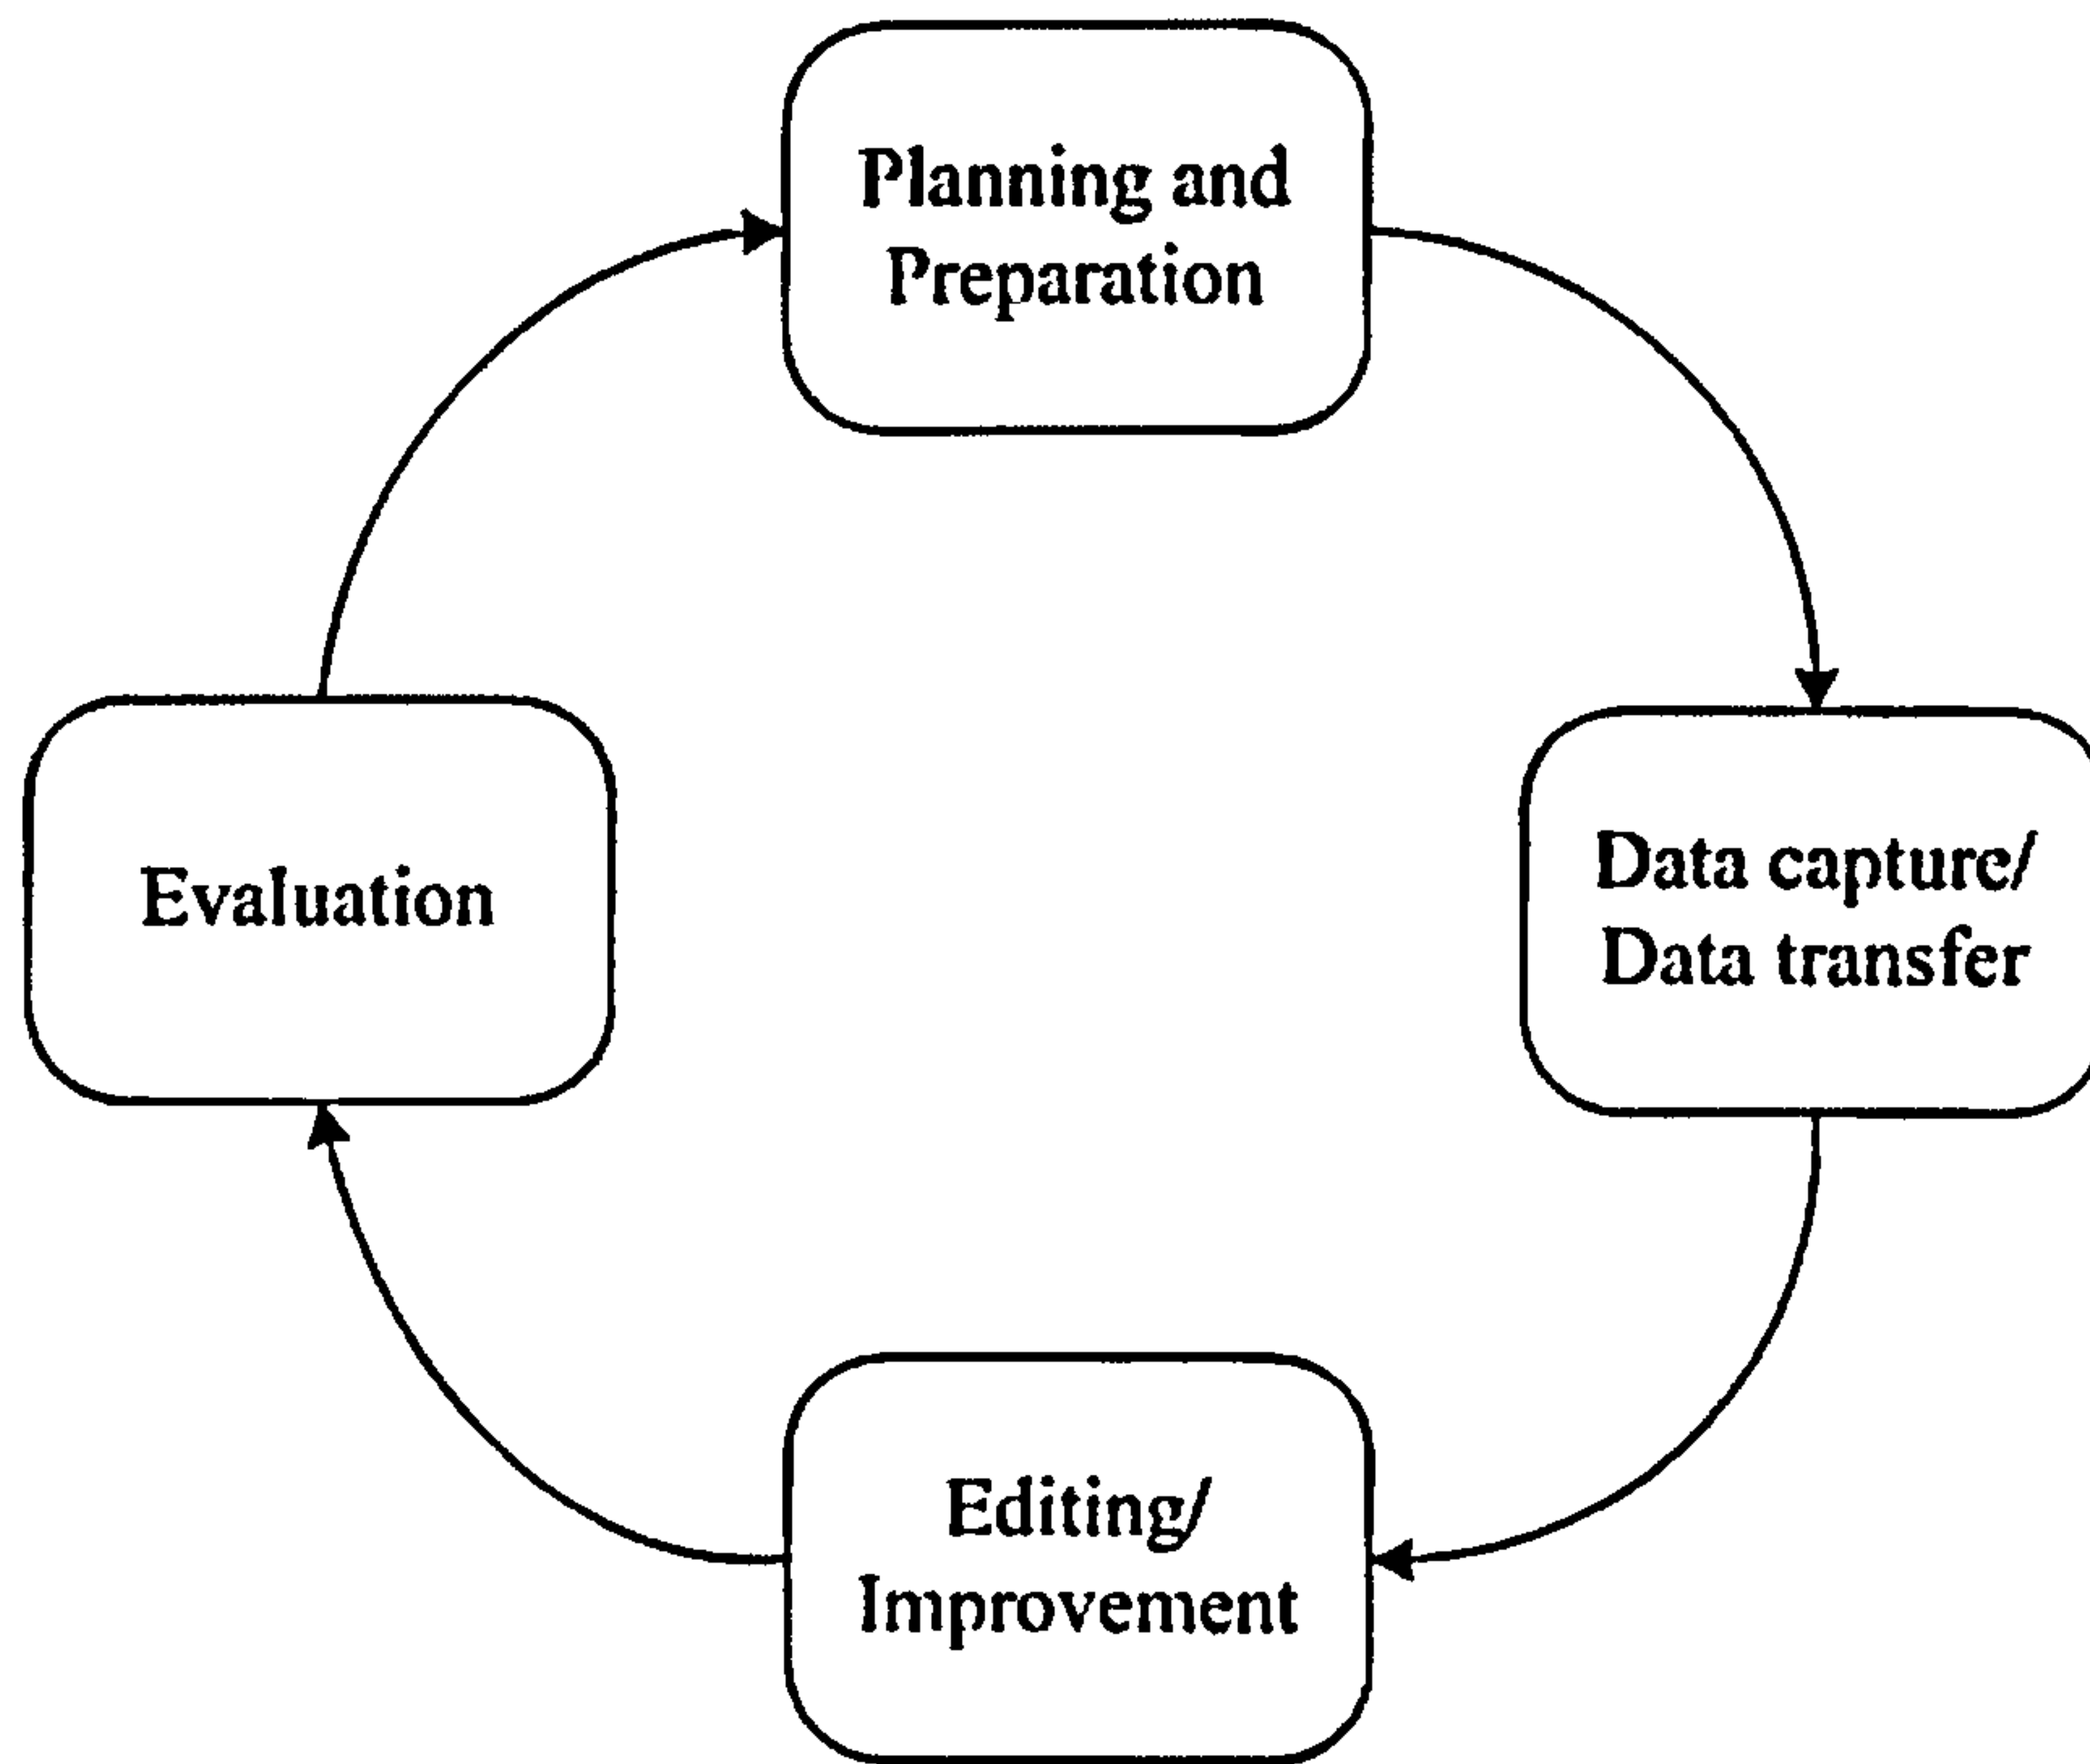 Planning and
Preparation
Data capture/
Data transfer
Editing/
Improvement
Evaluation